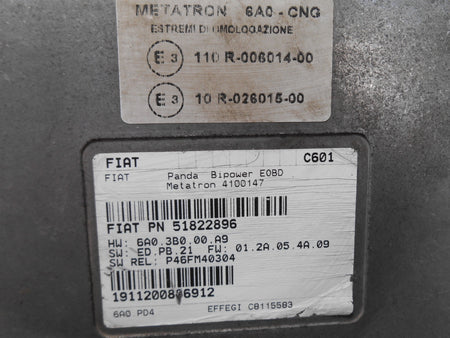 METATRON 6A0 - CNG
ESTREMI DI OMOLOGAZIONE
E 3 110 R-006014-00
E 3 10 R-026015-00
FIAT C601
FIAT Panda Bipower EOBD
Metatron 4100147
FIAT PN 51822896
HW: 6A0.3B0.00.A9
SW: ED.PB.21 FW: 01.2A.05.4A.09
SW REL: P46FM40304
1911200806912
6A0 PD4 EFFEGI CB115583